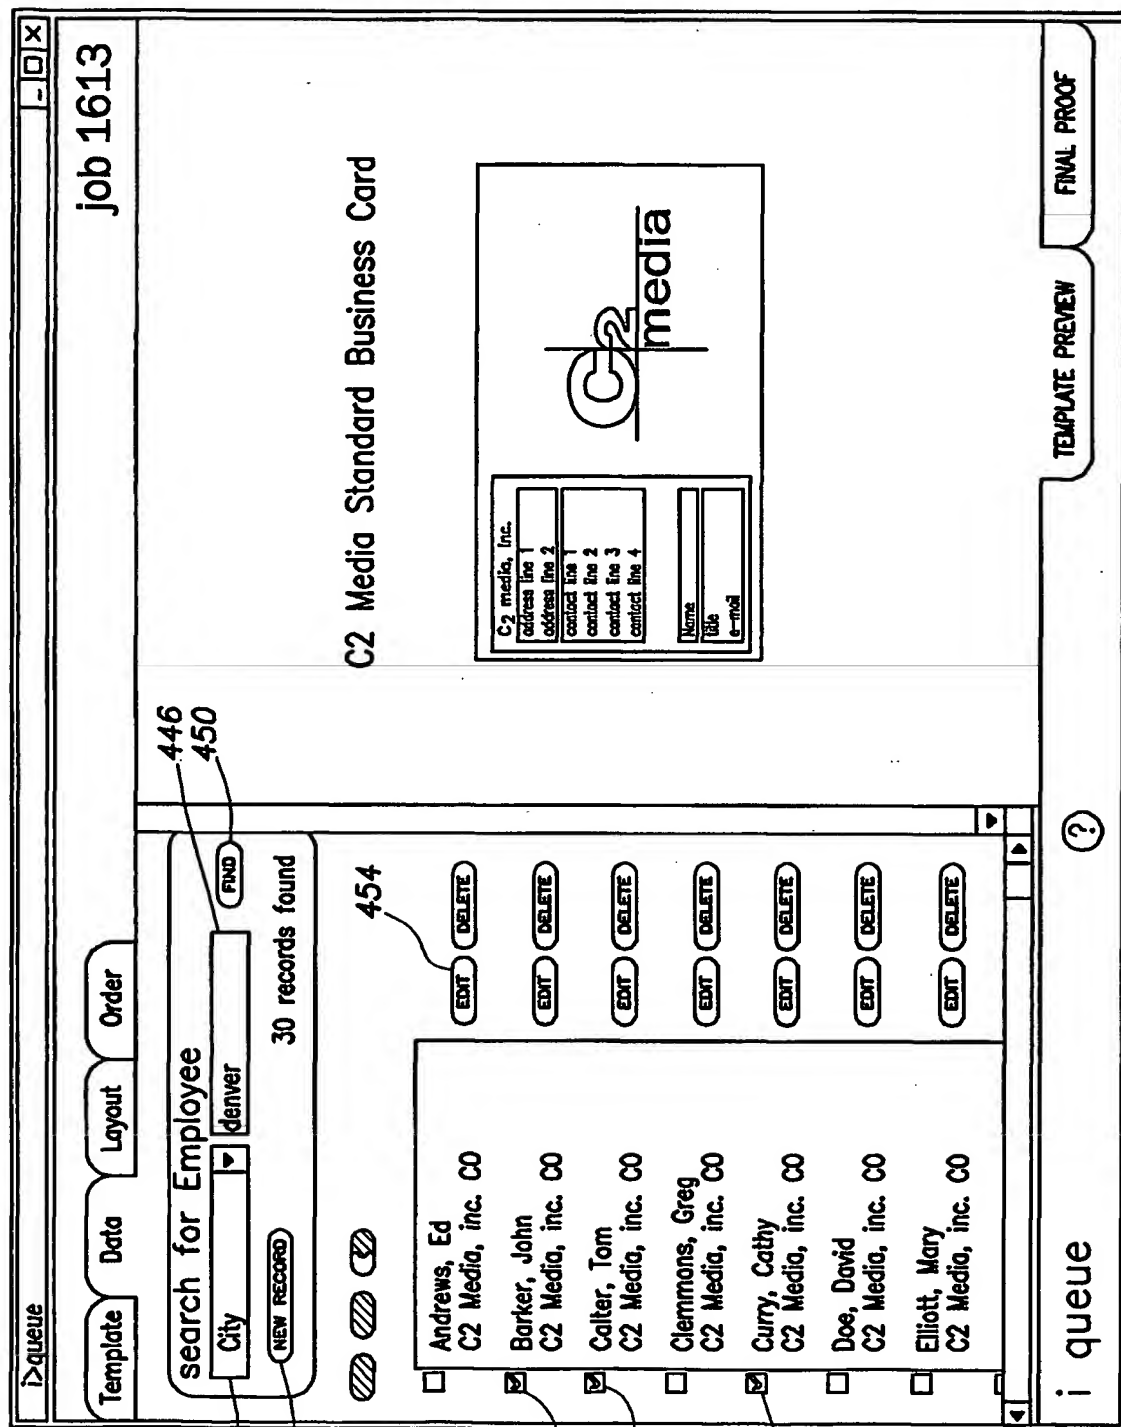 i>queue
job 1613
Template
Data
Layout
Order
search for Employee
City
denver
FIND
NEW RECORD
30 records found
446
450
454
Andrews, Ed
C2 Media, inc. CO
EDIT
DELETE
Barker, John
C2 Media, inc. CO
EDIT
DELETE
Calter, Tom
C2 Media, inc. CO
EDIT
DELETE
Clemmons, Greg
C2 Media, inc. CO
EDIT
DELETE
Curry, Cathy
C2 Media, inc. CO
EDIT
DELETE
Doe, David
C2 Media, inc. CO
EDIT
DELETE
Elliott, Mary
C2 Media, inc. CO
EDIT
DELETE
C2 Media Standard Business Card
C2 media, inc.
address line 1
address line 2
contact line 1
contact line 2
contact line 3
contact line 4
Name
title
e-mail
C2
media
i queue
?
TEMPLATE PREVIEW
FINAL PROOF